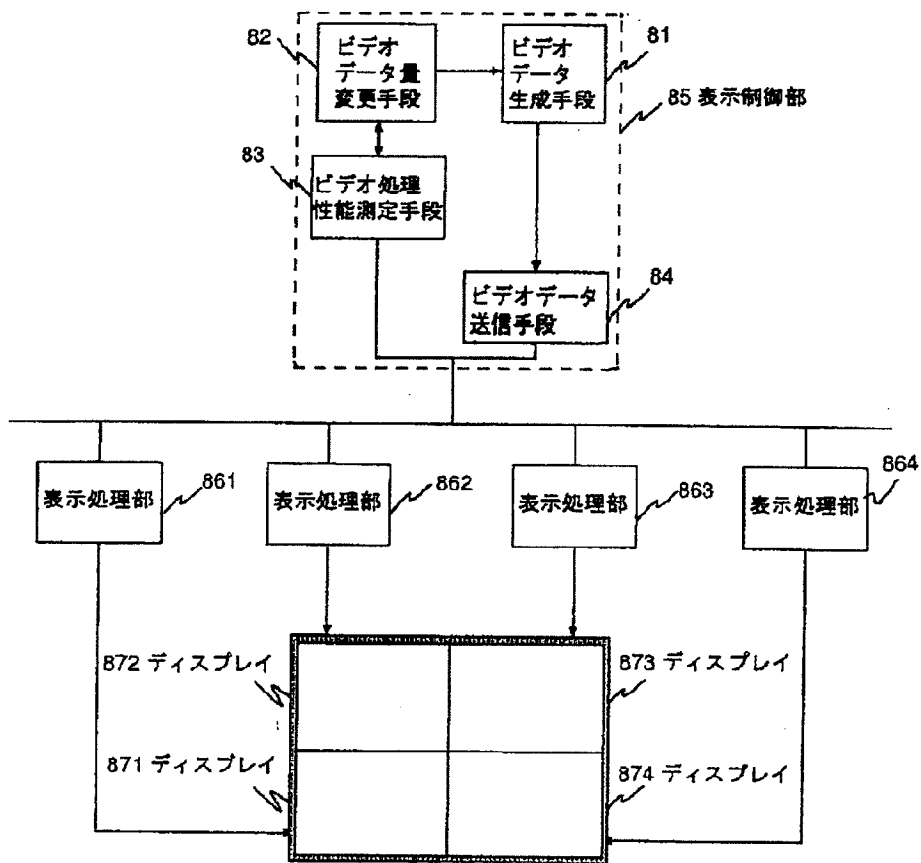 82
ビデオ
データ量
変更手段
ビデオ
データ
生成手段
81
85 表示制御部
83
ビデオ処理
性能測定手段
ビデオデータ
送信手段
84
表示処理部
861
表示処理部
862
表示処理部
863
表示処理部
864
872 ディスプレイ
873 ディスプレイ
871 ディスプレイ
874 ディスプレイ